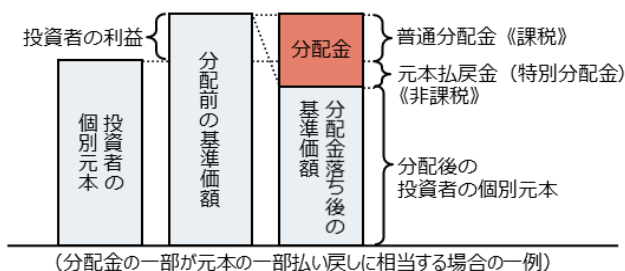 投資者の利益
投資者の
個別元本
分配前の基準価額
分配金
分配金落ち後の
基準価額
普通分配金《課税》
元本払戻金（特別分配金）
《非課税》
分配後の
投資者の個別元本
（分配金の一部が元本の一部払い戻しに相当する場合の一例）